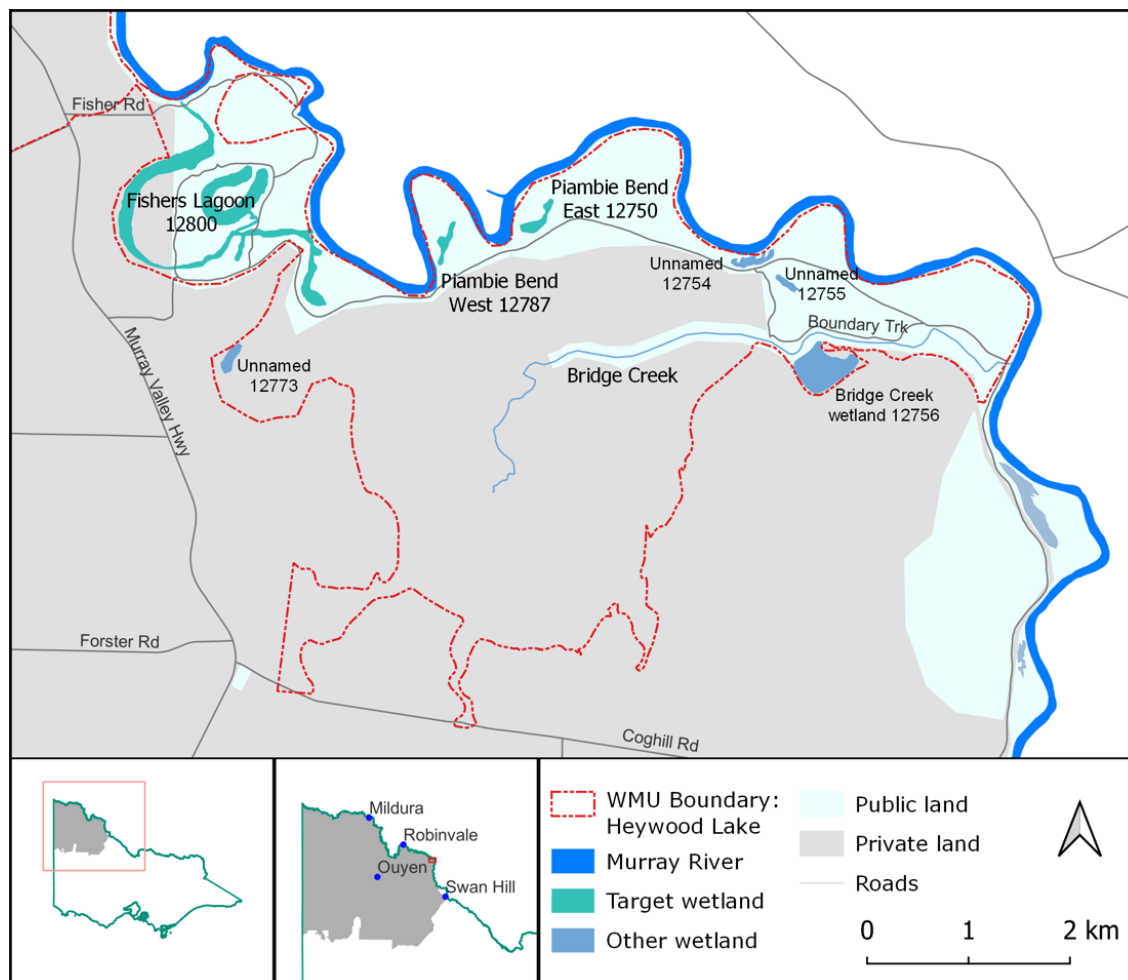 Fisher Rd
Fishers Lagoon
12800
Piambie Bend
East 12750
Piambie Bend
West 12787
Unnamed
12754
Unnamed
12755
Boundary Trk
Unnamed
12773
Bridge Creek
Bridge Creek
wetland 12756
Murray Valley Hwy
Forster Rd
Coghill Rd
Mildura
Robinvale
Ouyen
Swan Hill
WMU Boundary:
Heywood Lake
Murray River
Target wetland
Other wetland
Public land
Private land
Roads
0 1 2 km